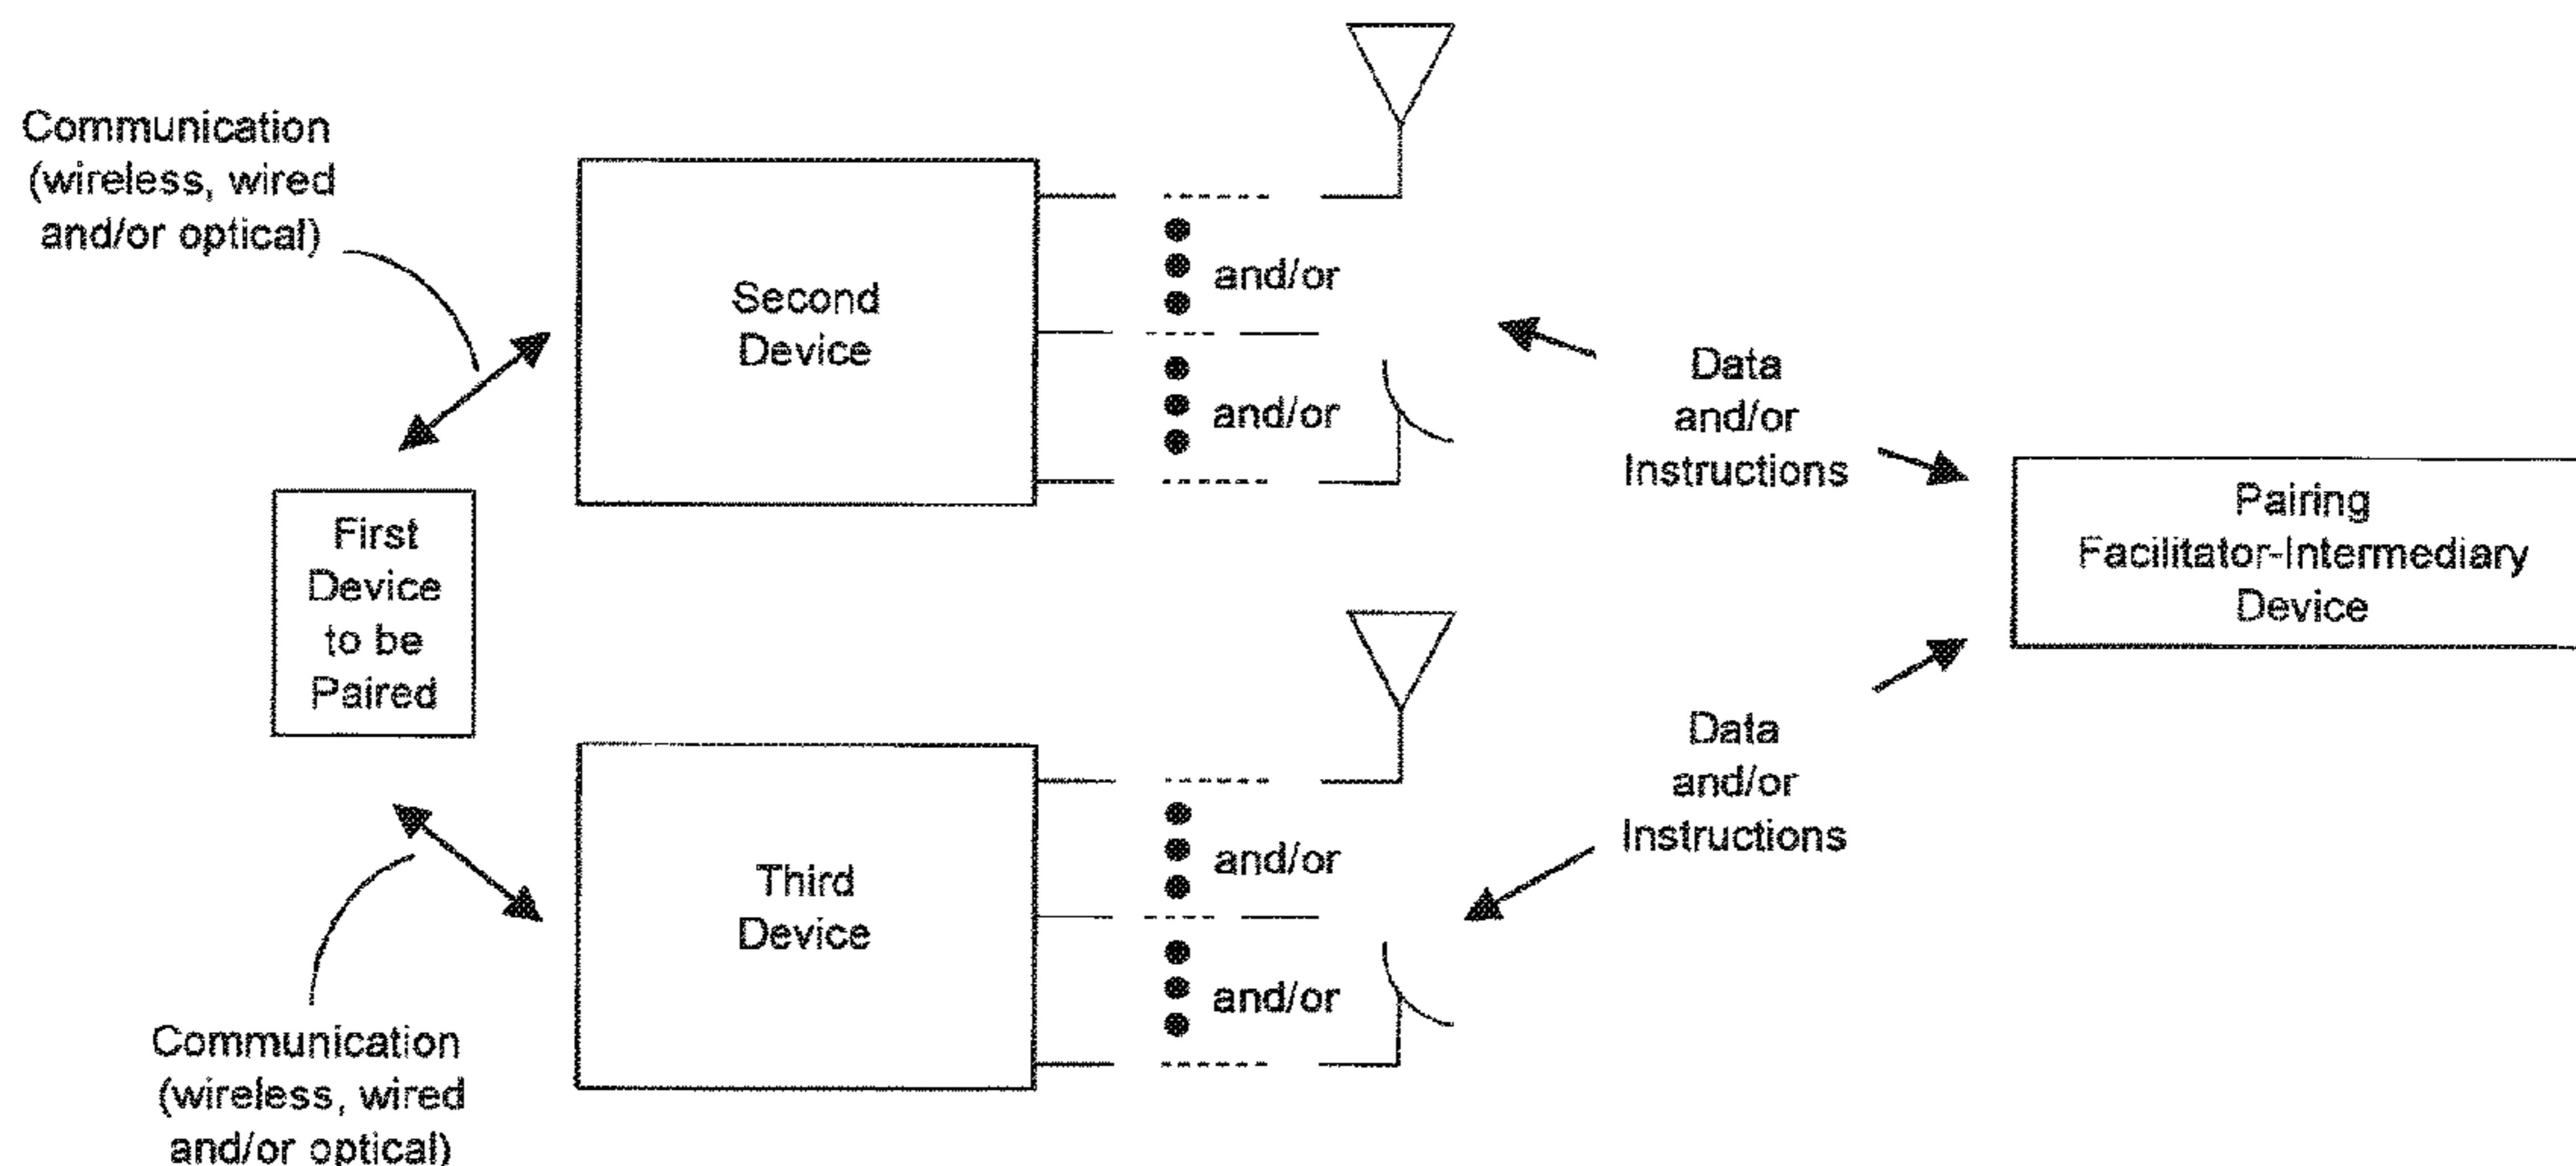 Communication
(wireless, wired
and/or optical)
Second
Device
and/or
and/or
Data
and/or
Instructions
First
Device
to be
Paired
Pairing
Facilitator-Intermediary
Device
Third
Device
and/or
and/or
Data
and/or
Instructions
Communication
(wireless, wired
and/or optical)